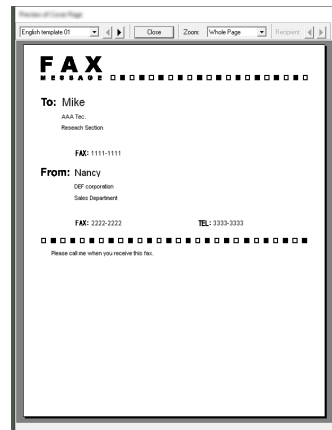 Preview of Cover Page
English template 01 Close Zoom: Whole Page Recipient:
FAX
MESSAGE
To: Mike
AAA Tec.
Reseach Section
FAX: 1111-1111
From: Nancy
DEF corporation
Sales Department
FAX: 2222-2222 TEL: 3333-3333
Please call me when you receive this fax.